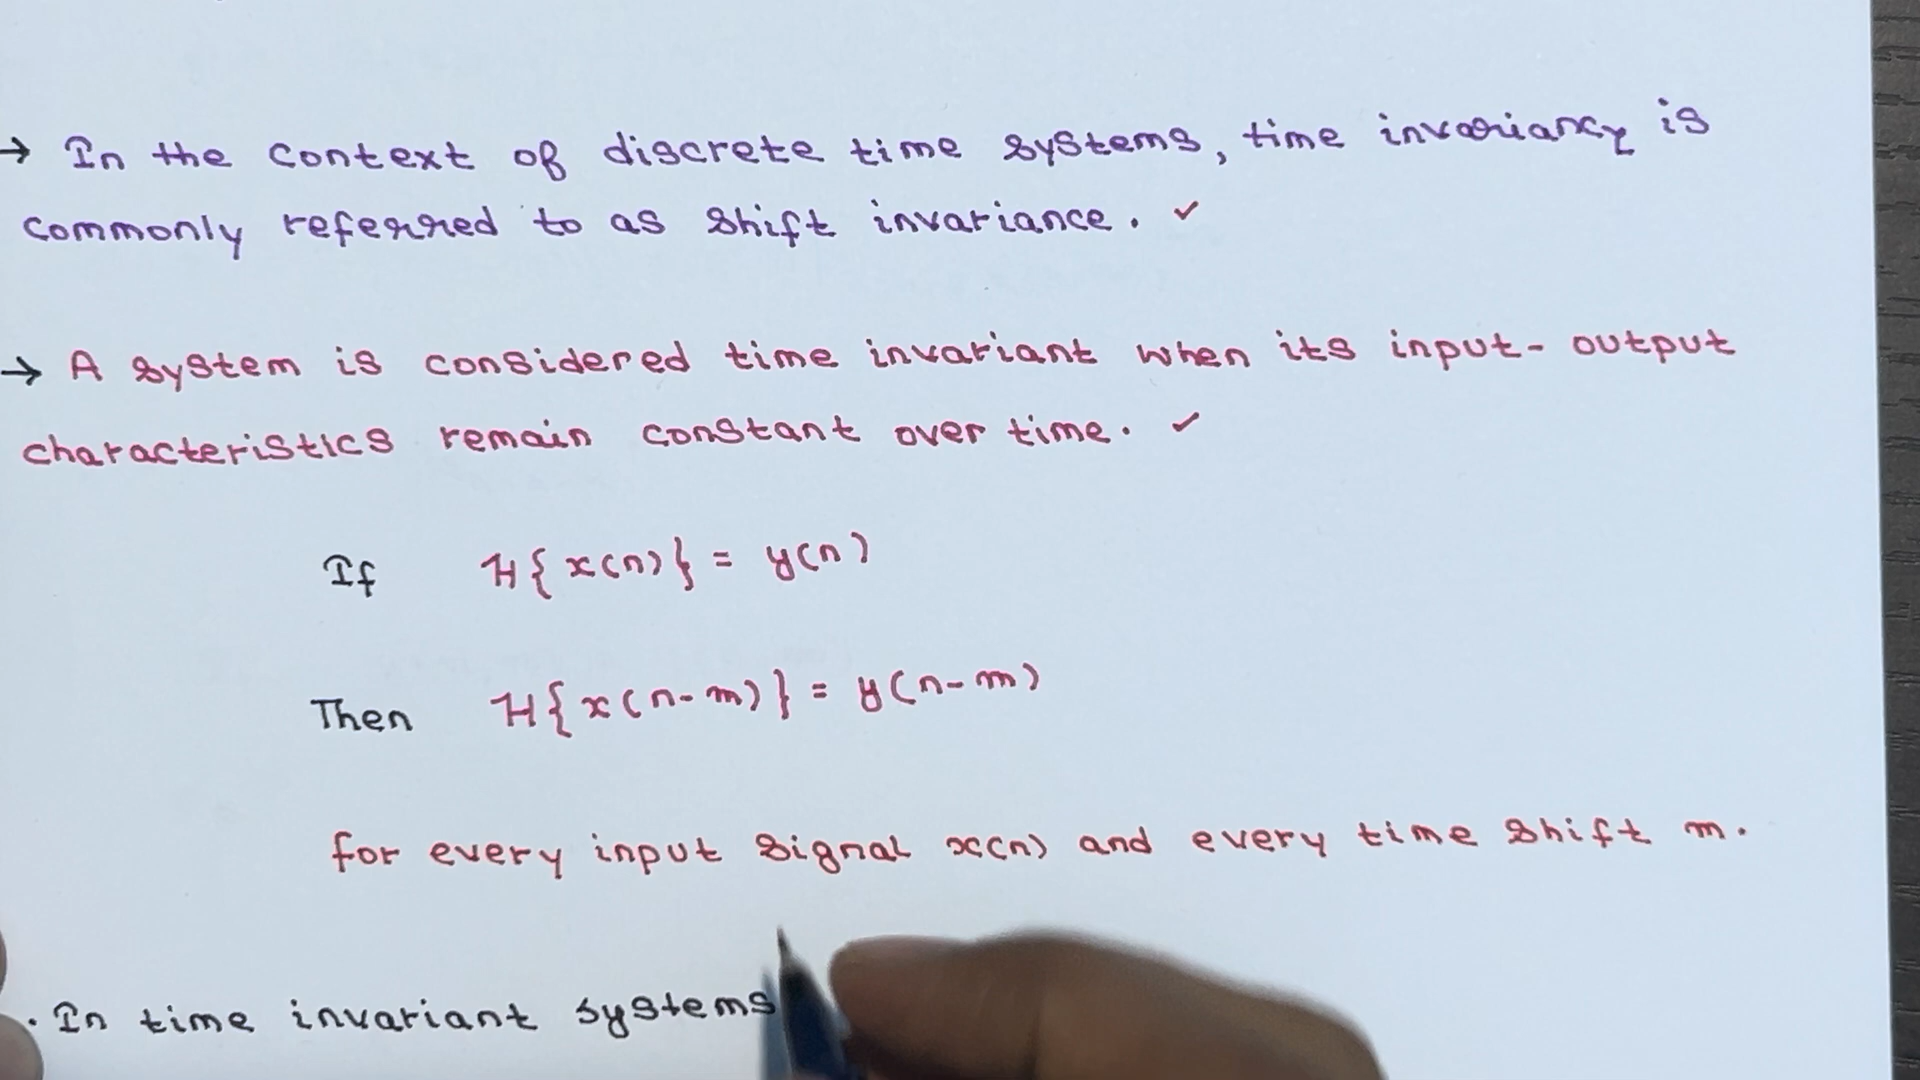 → In the context of discrete time systems, time invariancy is
commonly referred to as shift invariance. ✓
→ A system is considered time invariant when its input-output
characteristics remain constant over time. ✓
If H{x(n)} = y(n)
Then H{x(n-m)} = y(n-m)
for every input signal x(n) and every time shift m.
. In time invariant systems